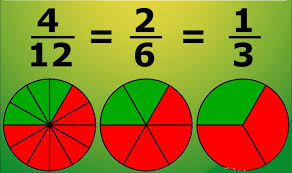 4/12 = 2/6 = 1/3